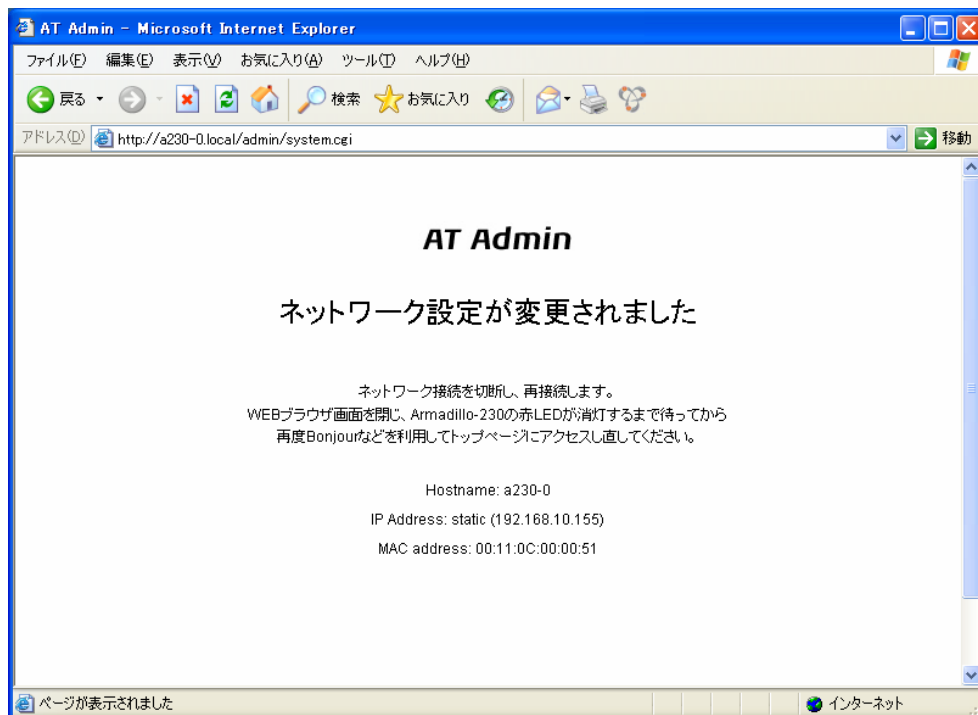 AT Admin - Microsoft Internet Explorer
ファイル(F) 編集(E) 表示(V) お気に入り(A) ツール(T) ヘルプ(H)
戻る 検索 お気に入り
アドレス(D) http://a230-0.local/admin/system.cgi 移動
AT Admin
ネットワーク設定が変更されました
ネットワーク接続を切断し、再接続します。
WEBブラウザ画面を閉じ、Armadillo-230の赤LEDが消灯するまで待ってから
再度Bonjourなどを利用してトップページにアクセスし直してください。
Hostname: a230-0
IP Address: static (192.168.10.155)
MAC address: 00:11:0C:00:00:51
ページが表示されました インターネット